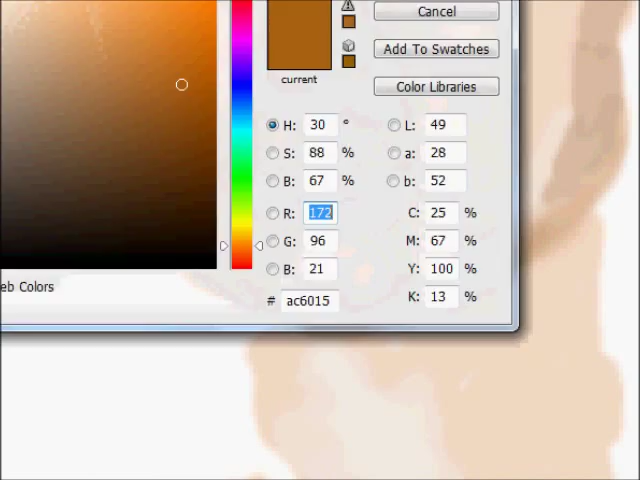 Cancel
Add To Swatches
current
Color Libraries
H: 30 ° L: 49
S: 88 % a: 28
B: 67 % b: 52
R: 172 C: 25 %
G: 96 M: 67 %
B: 21 Y: 100 %
eb Colors
# ac6015 K: 13 %